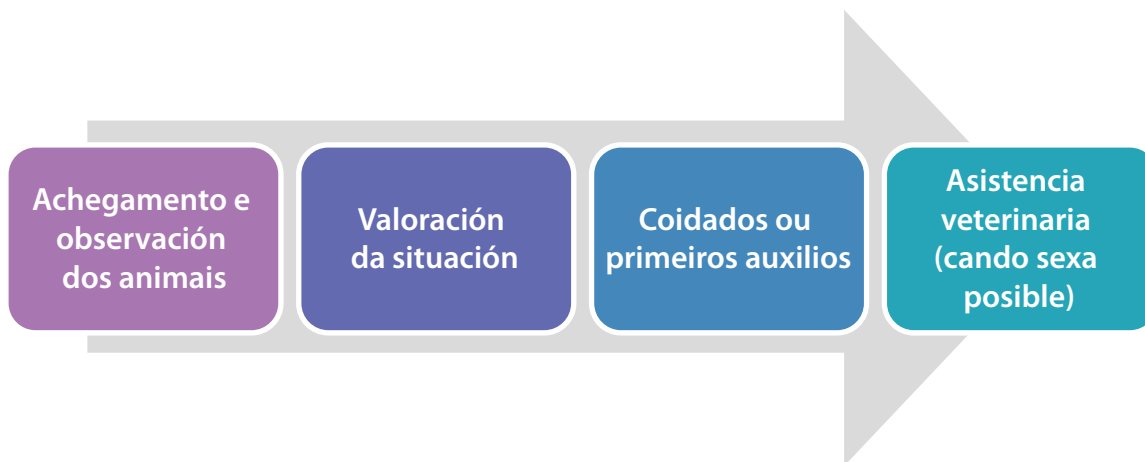 Achegamento e
observación
dos animais
Valoración
da situación
Coidados ou
primeiros auxilios
Asistencia
veterinaria
(cando sexa
posible)